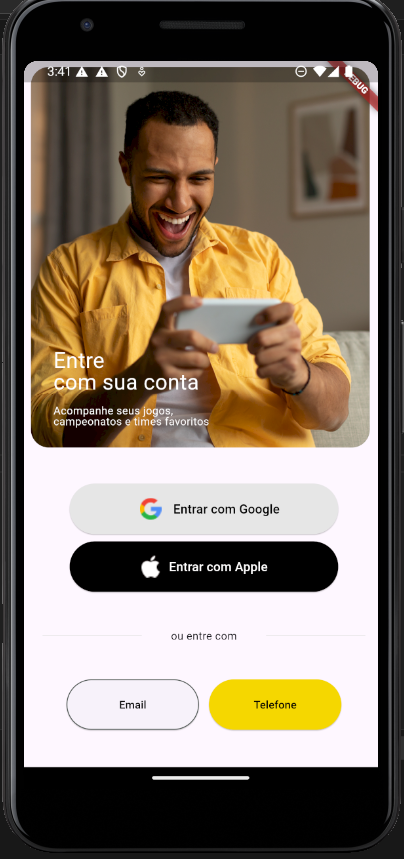 3:41
DEBUG
Entre
com sua conta
Acompanhe seus jogos,
campeonatos e times favoritos
Entrar com Google
Entrar com Apple
ou entre com
Email
Telefone